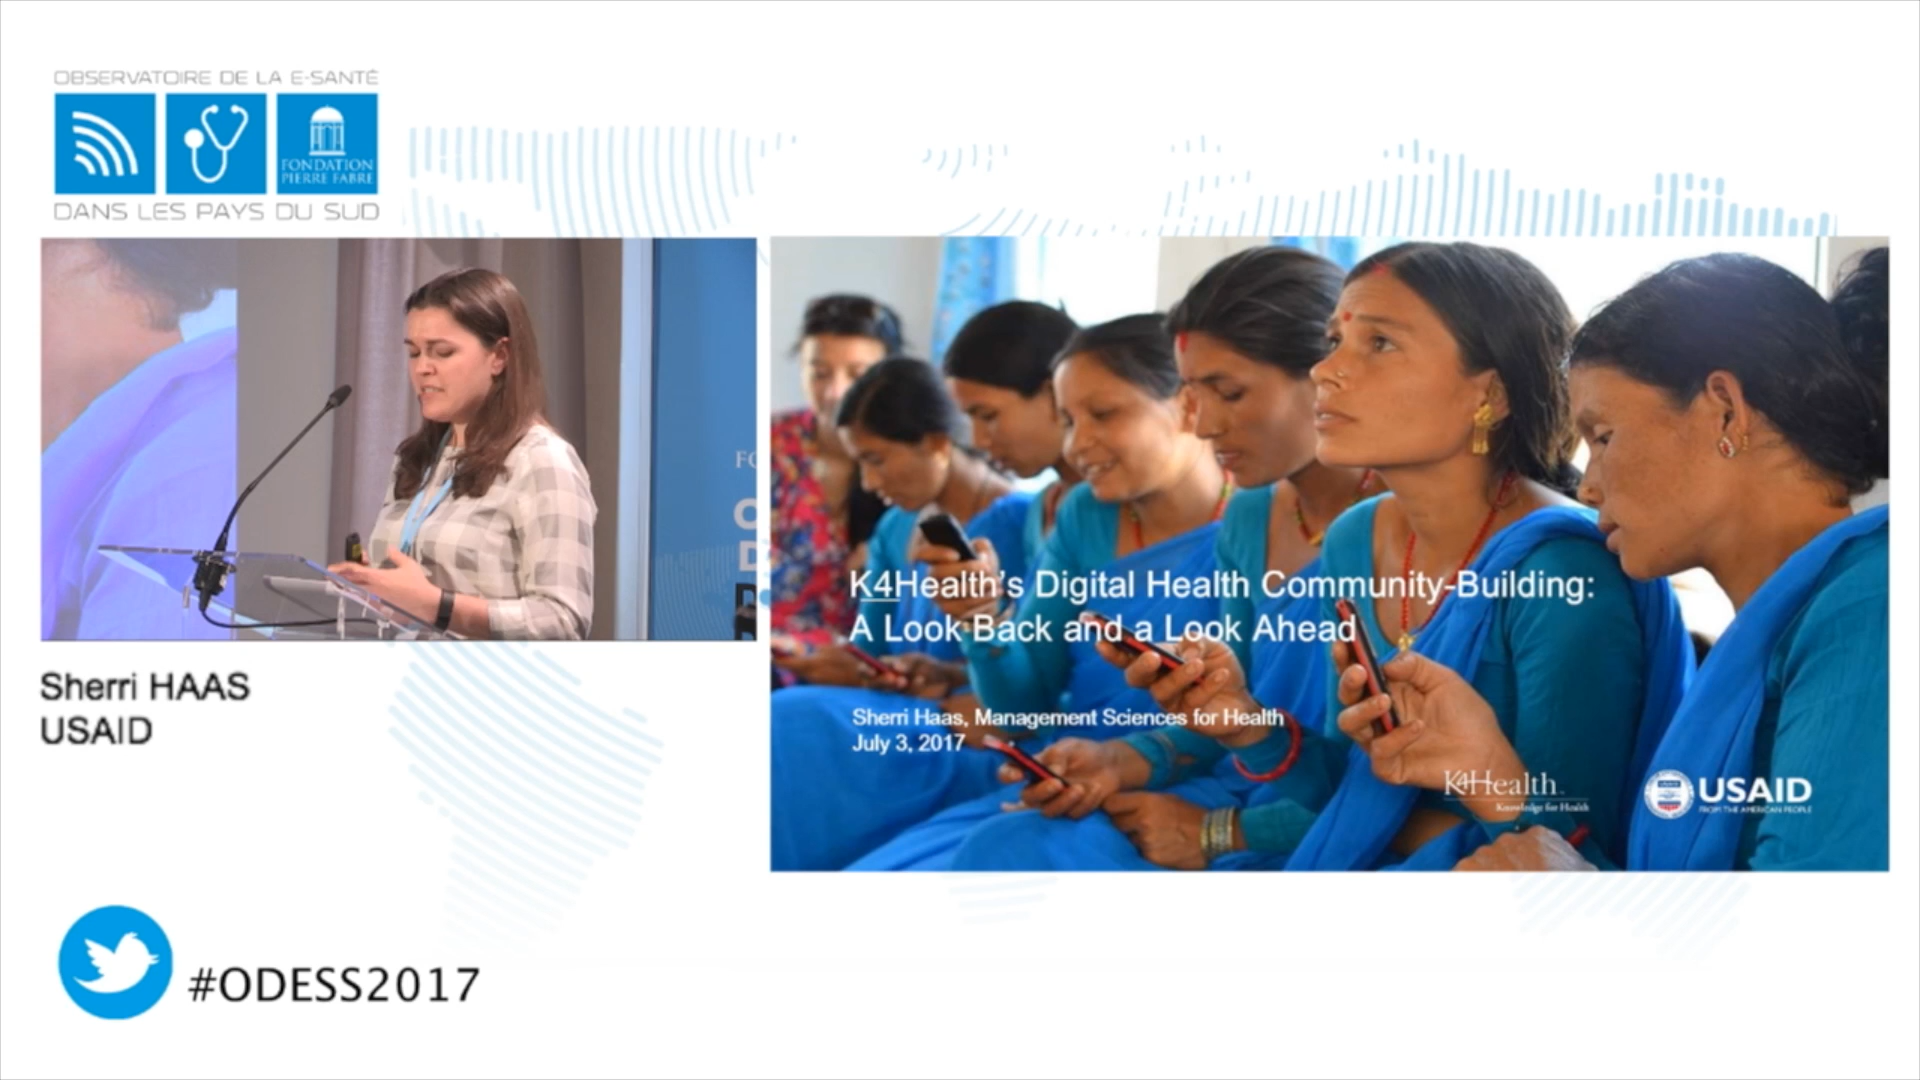 OBSERVATOIRE DE LA E-SANTÉ
FONDATION
PIERRE FABRE
DANS LES PAYS DU SUD
K4Health's Digital Health Community-Building:
A Look Back and a Look Ahead
Sherri Haas, Management Sciences for Health
July 3, 2017
K4Health
Knowledge for Health
USAID
FROM THE AMERICAN PEOPLE
Sherri HAAS
USAID
#ODESS2017